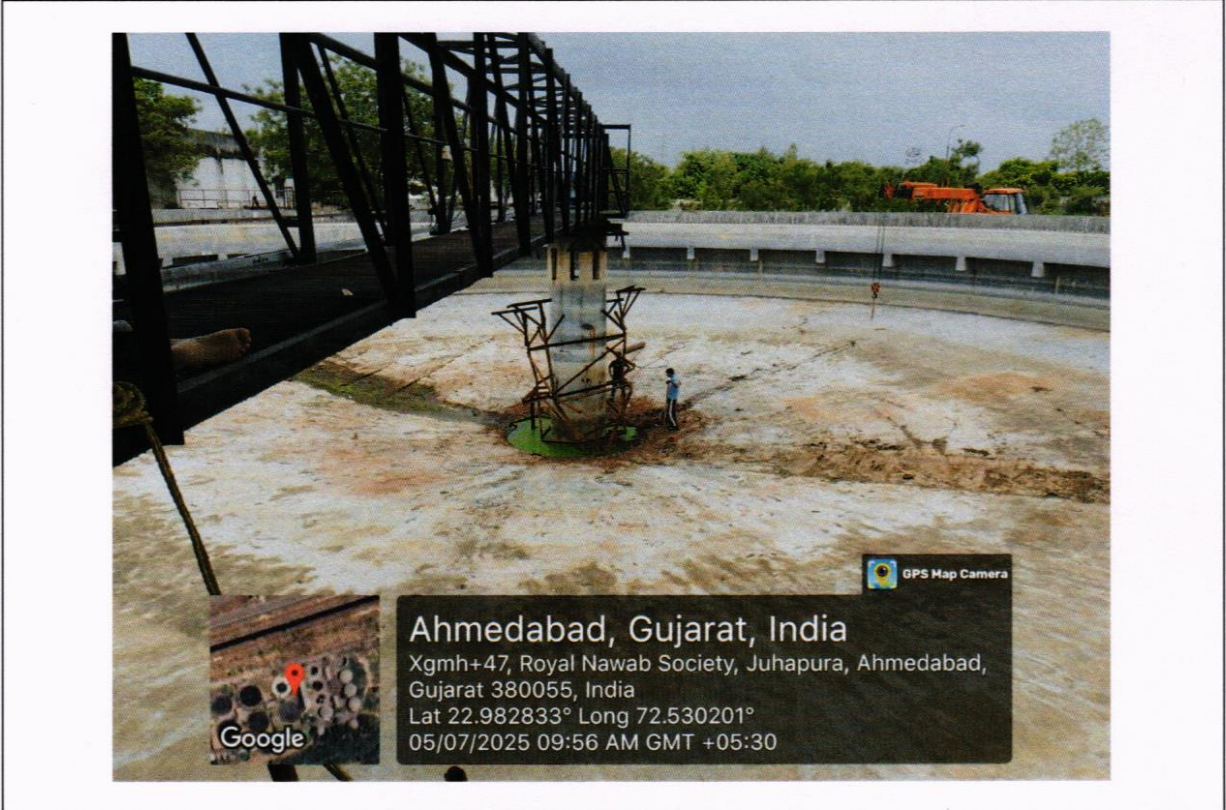 GPS Map Camera
Ahmedabad, Gujarat, India
Xgmh+47, Royal Nawab Society, Juhapura, Ahmedabad,
Gujarat 380055, India
Lat 22.982833° Long 72.530201°
05/07/2025 09:56 AM GMT +05:30
Google